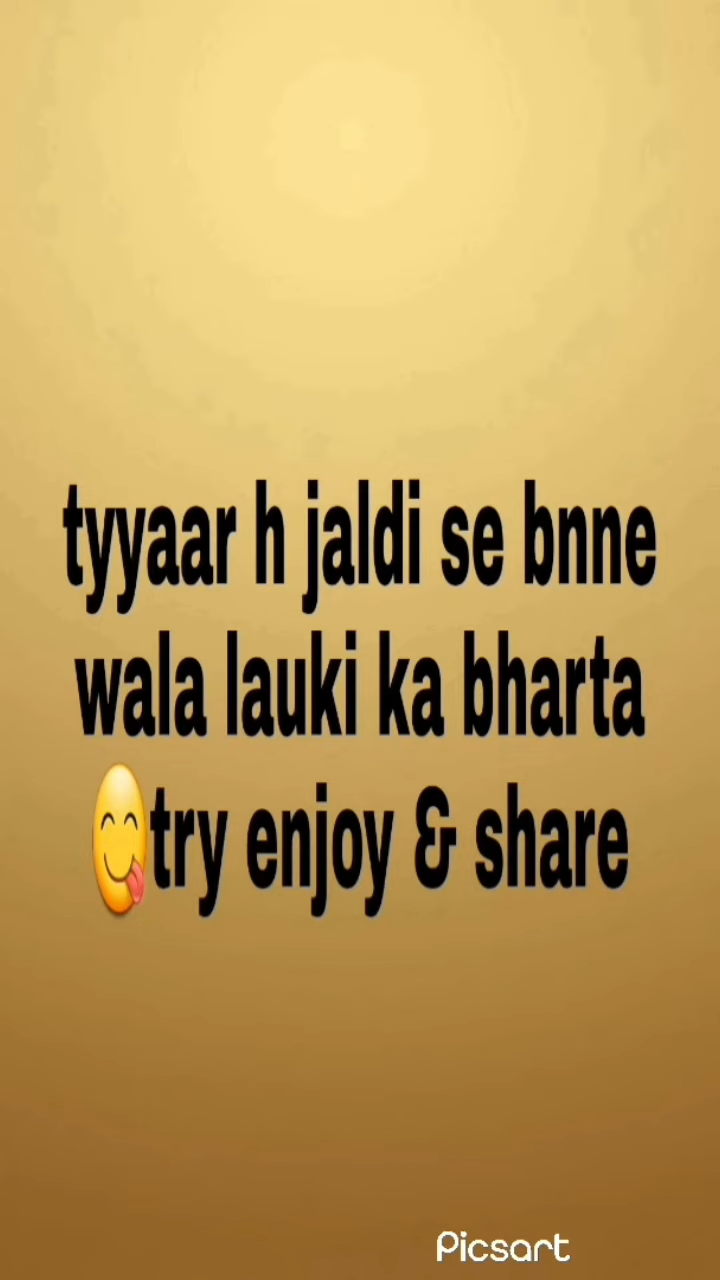 tyyaar h jaldi se bnne
wala lauki ka bharta
😋try enjoy & share
Picsart